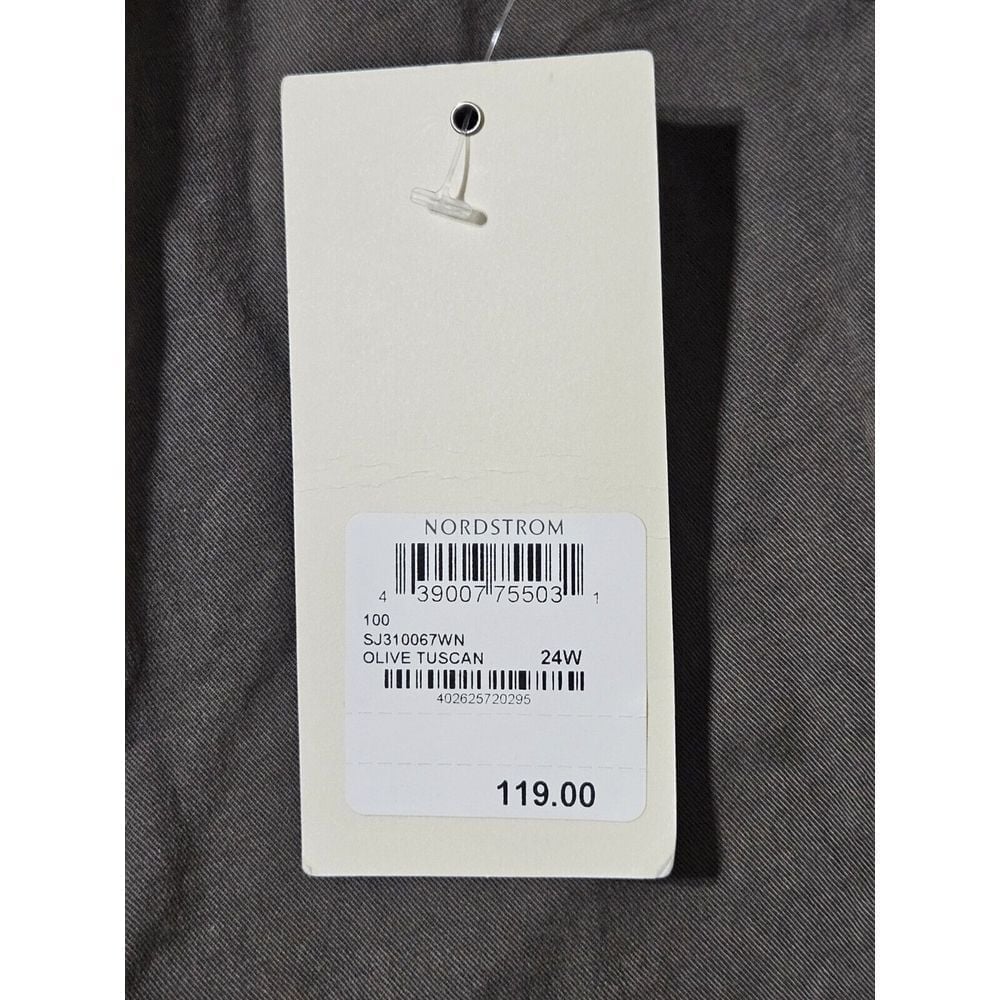 NORDSTROM
4 39007 75503 1
100
SJ310067WN
OLIVE TUSCAN 24W
402625720295
119.00